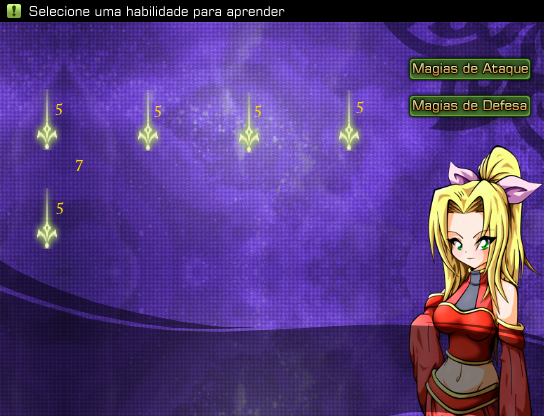 Selecione uma habilidade para aprender
Magias de Ataque
Magias de Defesa
5 5 5 5
7
5